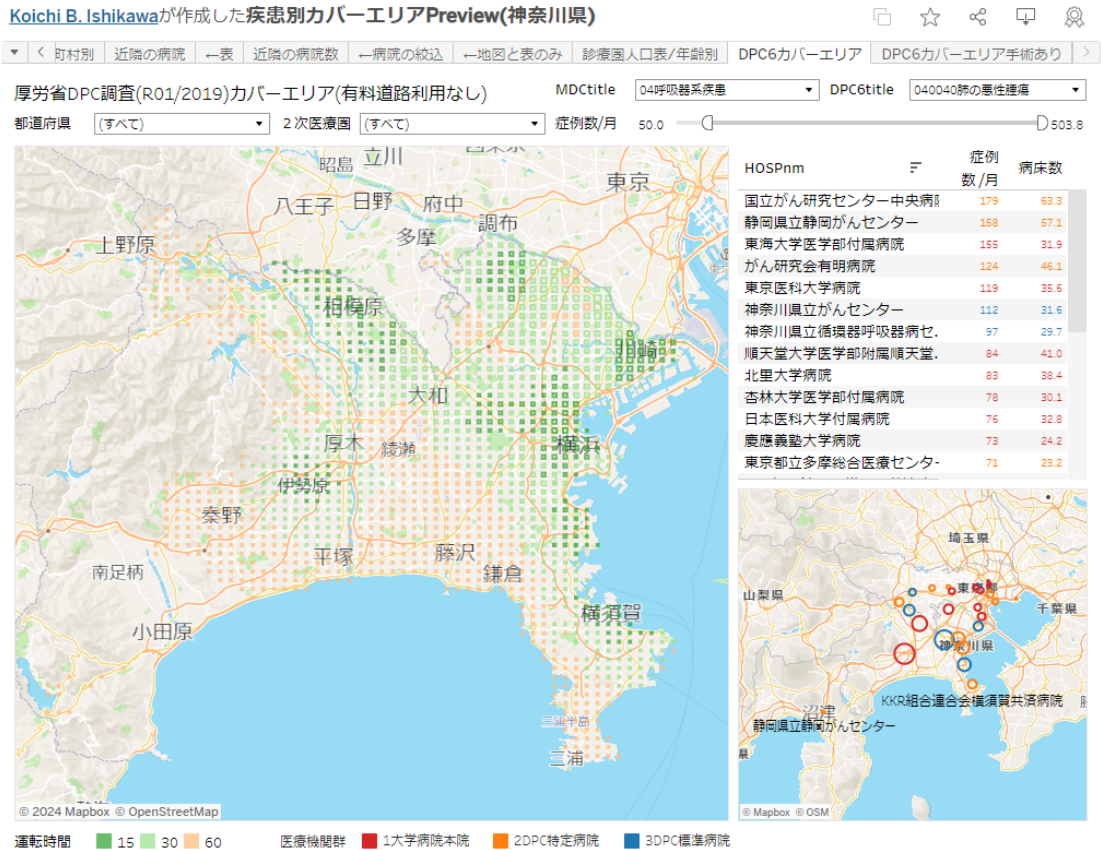 Koichi B. Ishikawaが作成した疾患別カバーエリアPreview(神奈川県)
町村別 近隣の病院 ←表 近隣の病院数 ←病院の絞込 ←地図と表のみ 診療圏人口表/年齢別 DPC6カバーエリア DPC6カバーエリア手術あり
厚労省DPC調査(R01/2019)カバーエリア(有料道路利用なし) MDCtitle 04呼吸器系疾患 DPC6title 040040肺の悪性腫瘍
都道府県 (すべて) 2次医療圏 (すべて) 症例数/月 50.0 503.8
昭島 立川
東京
八王子 日野 府中
調布
多摩
上野原
相模原
川崎
大和
厚木 綾瀬 横浜
伊勢原
秦野
平塚 藤沢
鎌倉
南足柄
横須賀
小田原
三浦半島
三浦
© 2024 Mapbox © OpenStreetMap
HOSPnm 症例数/月 病床数
国立がん研究センター中央病 179 63.3
静岡県立静岡がんセンター 158 57.1
東海大学医学部付属病院 155 31.9
がん研究会有明病院 124 46.1
東京医科大学病院 119 35.6
神奈川県立がんセンター 112 31.6
神奈川県立循環器呼吸器病セ. 97 29.7
順天堂大学医学部附属順天堂. 84 41.0
北里大学病院 83 38.4
杏林大学医学部付属病院 78 30.1
日本医科大学付属病院 76 32.8
慶應義塾大学病院 73 24.2
東京都立多摩総合医療センタ- 71 23.2
埼玉県
山梨県 東京都
千葉県
神奈川県
KKR組合連合会横須賀共済病院
沼津
静岡県立静岡がんセンター
© Mapbox © OSM
運転時間 15 30 60 医療機関群 1大学病院本院 2DPC特定病院 3DPC標準病院